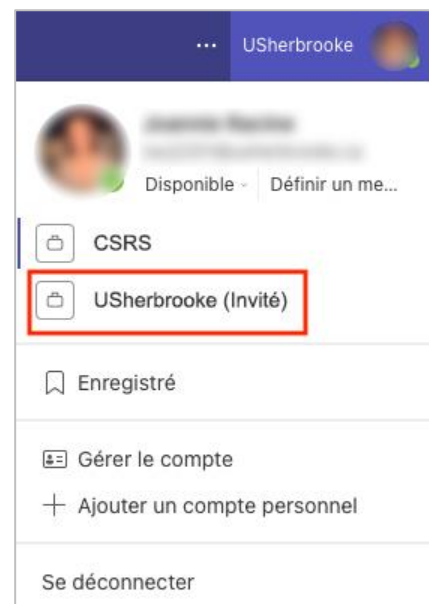 ... USherbrooke
Disponible Définir un me...
CSRS
USherbrooke (Invité)
Enregistré
Gérer le compte
Ajouter un compte personnel
Se déconnecter